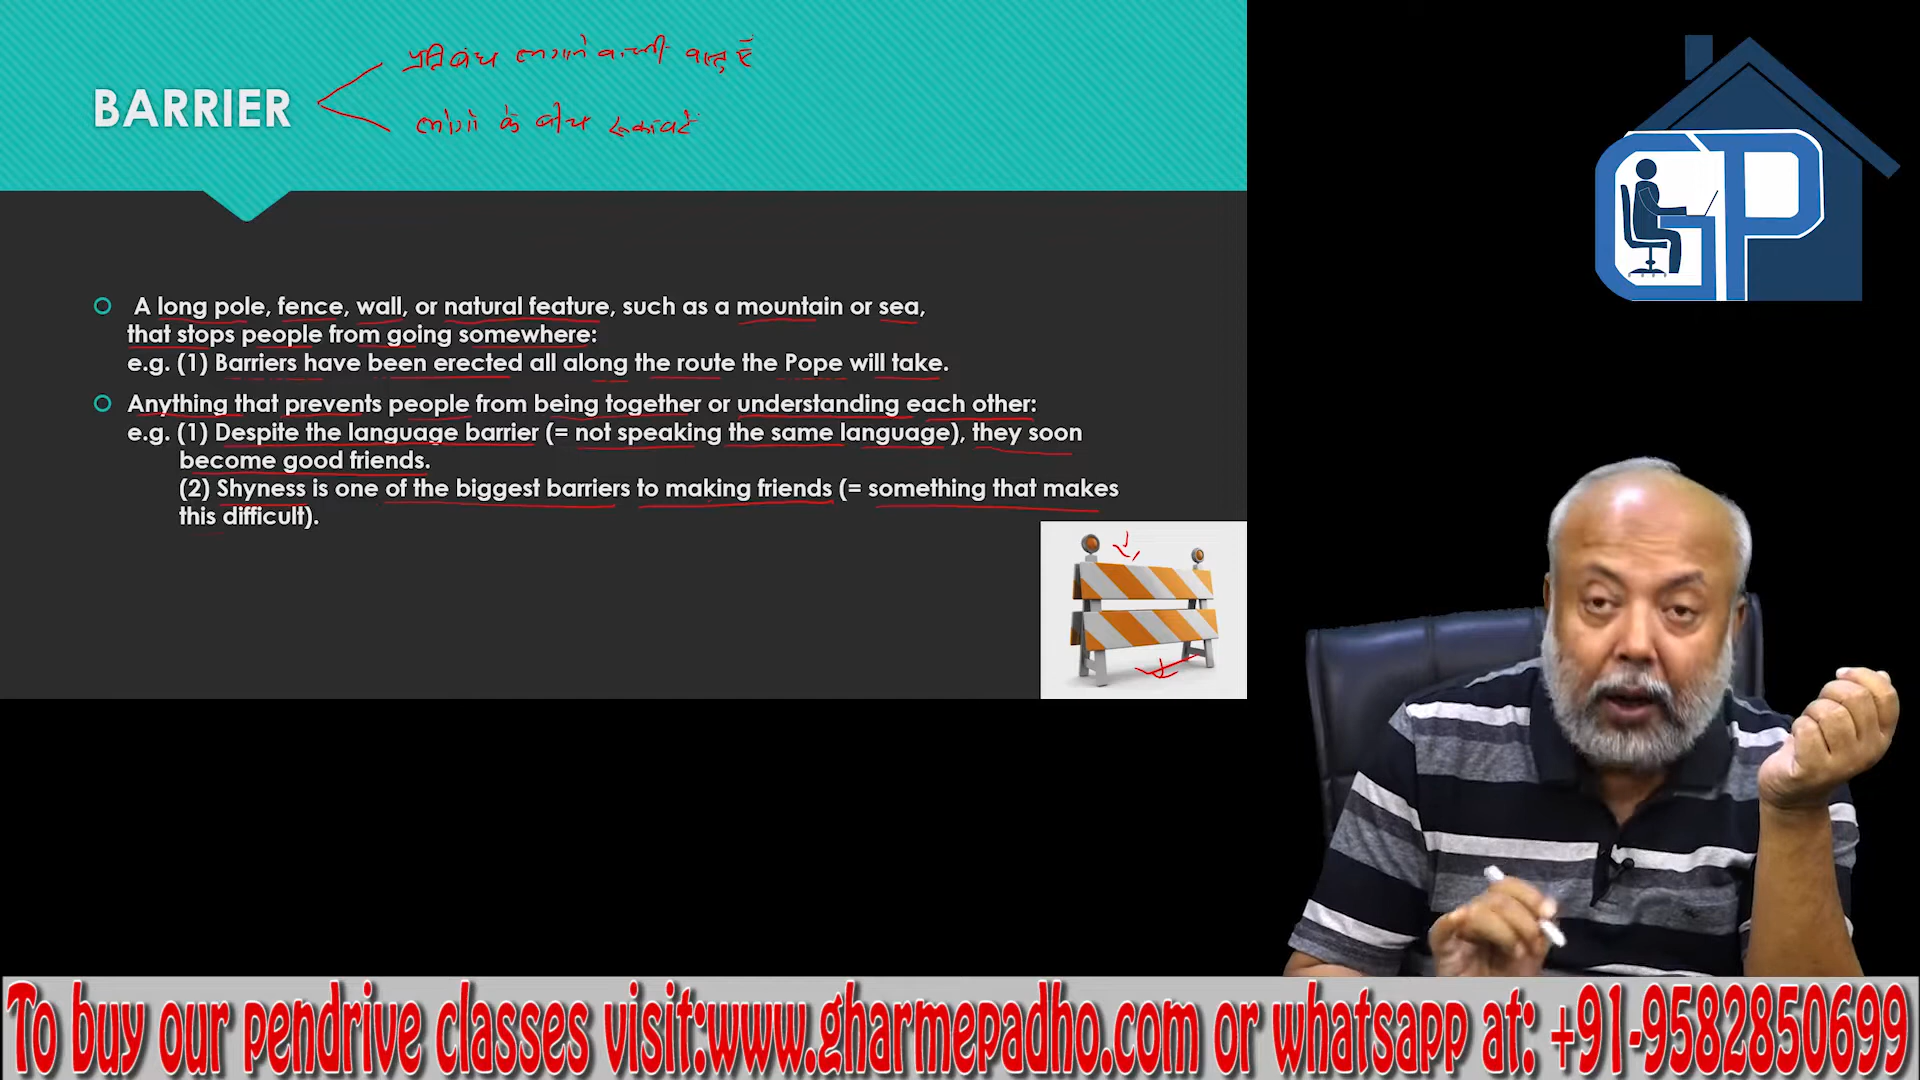 प्रतिबंध लगाने वाली वस्तुएँ
BARRIER
लोगों के बीच रुकावटें
GP
A long pole, fence, wall, or natural feature, such as a mountain or sea,
that stops people from going somewhere:
e.g. (1) Barriers have been erected all along the route the Pope will take.
Anything that prevents people from being together or understanding each other:
e.g. (1) Despite the language barrier (= not speaking the same language), they soon
become good friends.
(2) Shyness is one of the biggest barriers to making friends (= something that makes
this difficult).
To buy our pendrive classes visit:www.gharmepadho.com or whatsapp at: +91-9582850699